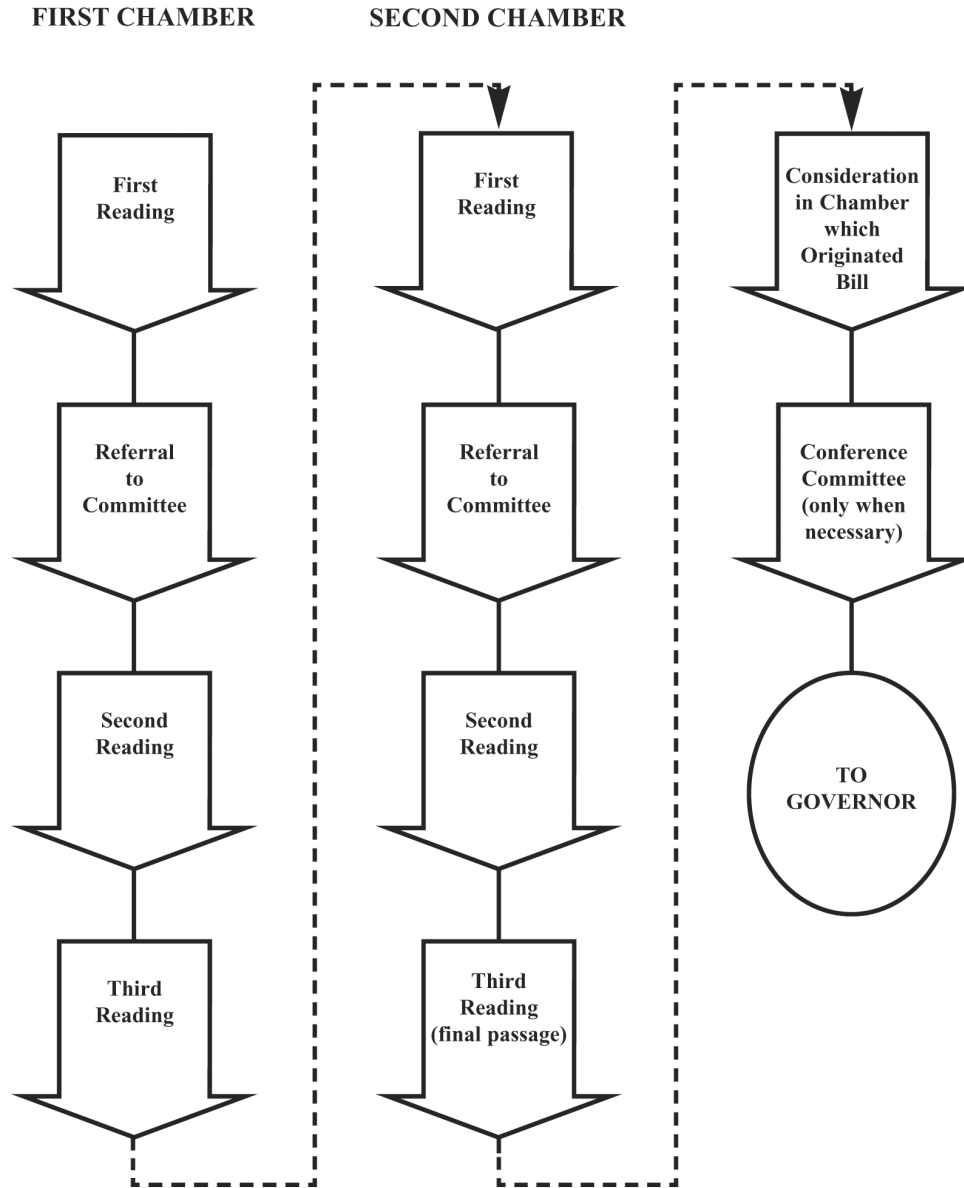 FIRST CHAMBER
SECOND CHAMBER
First
Reading
Referral
to
Committee
Second
Reading
Third
Reading
First
Reading
Referral
to
Committee
Second
Reading
Third
Reading
(final passage)
Consideration
in Chamber
which
Originated
Bill
Conference
Committee
(only when
necessary)
TO
GOVERNOR